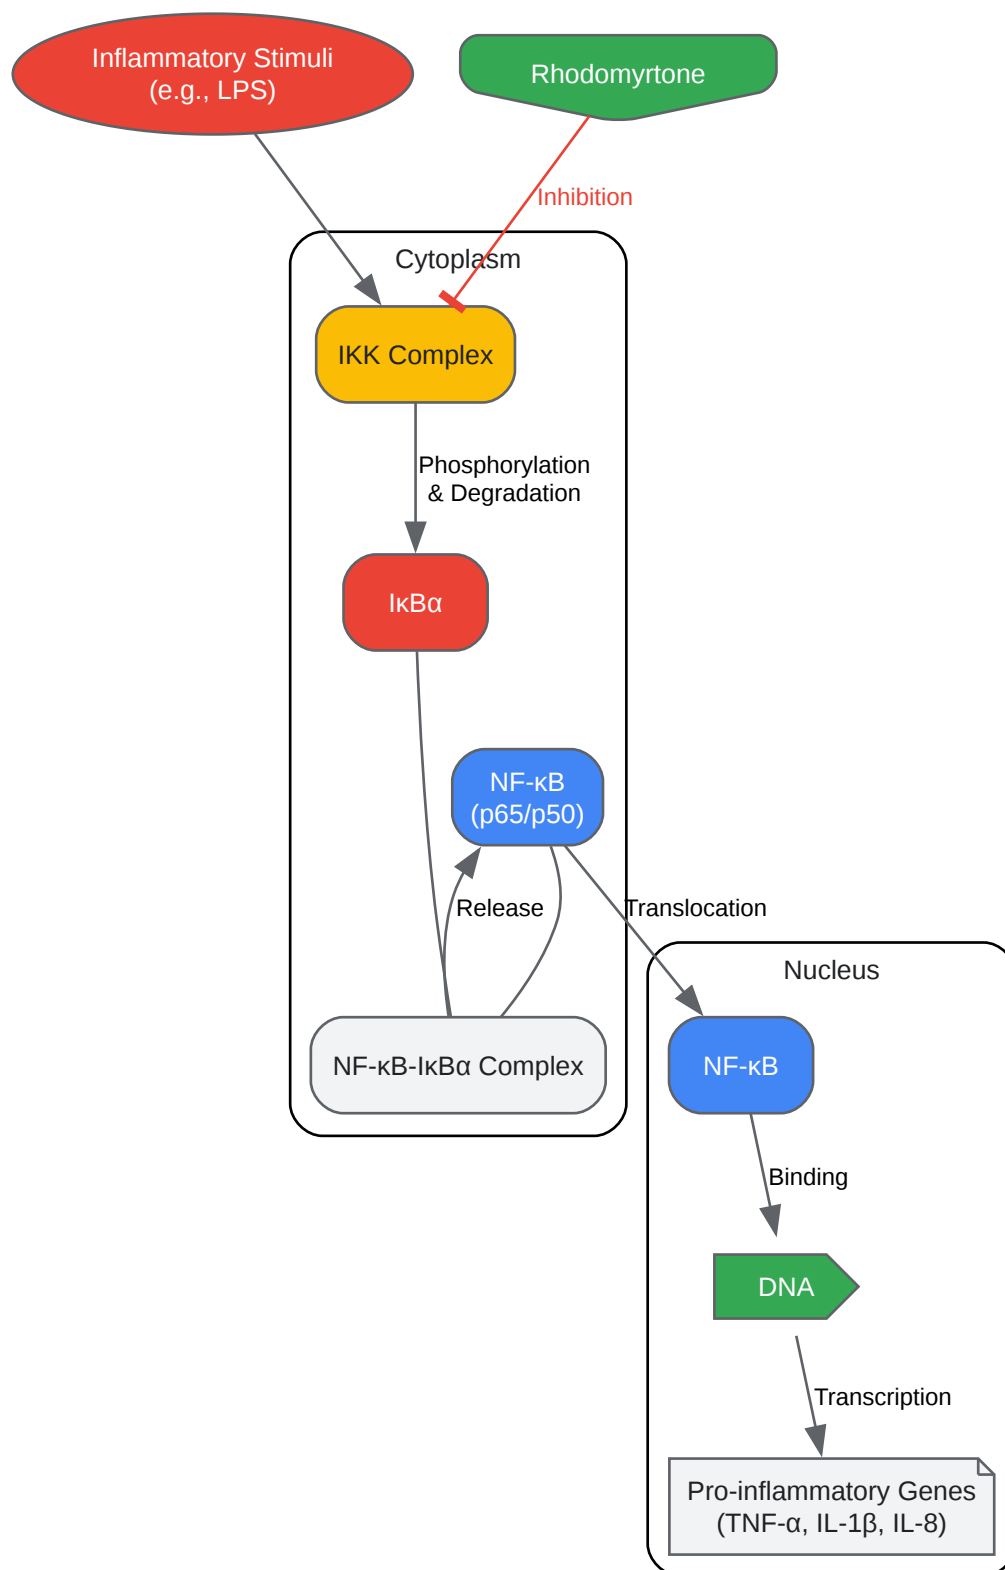 Inflammatory Stimuli
(e.g., LPS)
Rhodomyrtone
Inhibition
Cytoplasm
IKK Complex
Phosphorylation
& Degradation
IκBα
NF-κB
(p65/p50)
Release
Translocation
Nucleus
NF-κB-IκBα Complex
NF-κB
Binding
DNA
Transcription
Pro-inflammatory Genes
(TNF-α, IL-1β, IL-8)